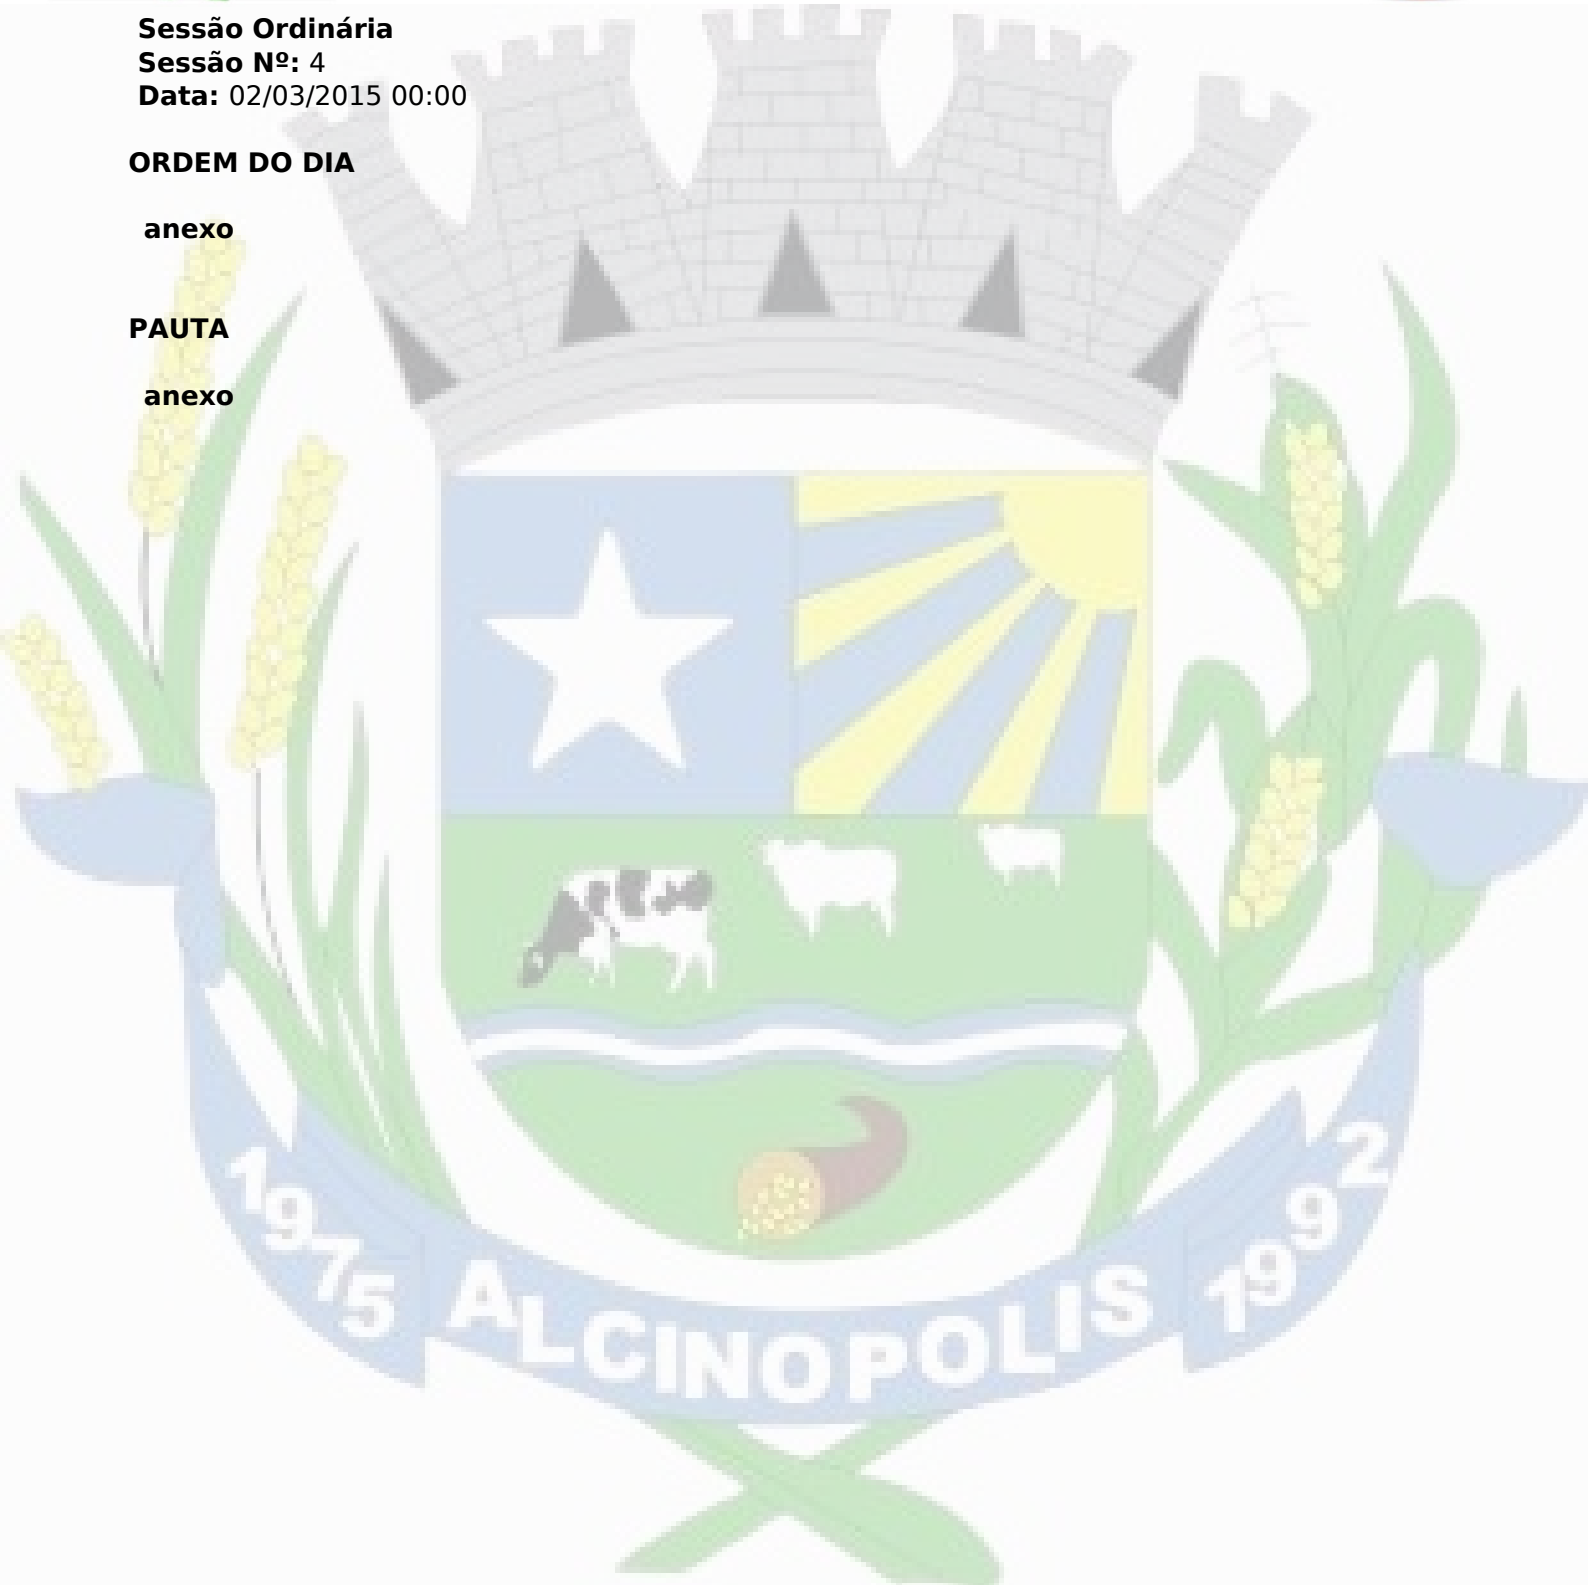 Sessão Ordinária
Sessão Nº: 4
Data: 02/03/2015 00:00
ORDEM DO DIA
anexo
PAUTA
anexo
1975 ALCINOPOLIS 1992